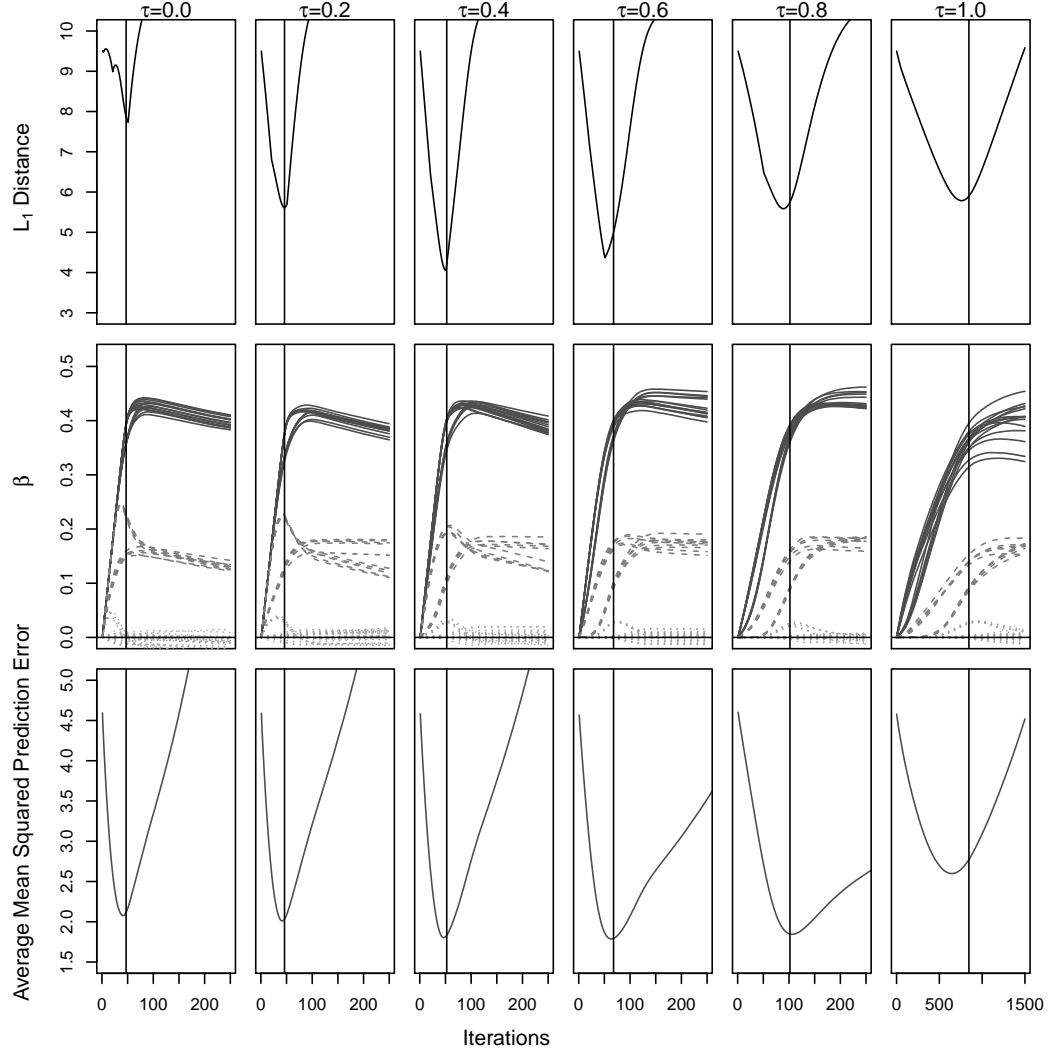 τ=0.0 τ=0.2 τ=0.4 τ=0.6 τ=0.8 τ=1.0
L₁ Distance
3 4 5 6 7 8 9 10
β
0.0 0.1 0.2 0.3 0.4 0.5
Average Mean Squared Prediction Error
1.5 2.0 2.5 3.0 3.5 4.0 4.5 5.0
0 100 200 0 100 200 0 100 200 0 100 200 0 100 200 0 500 1500
Iterations